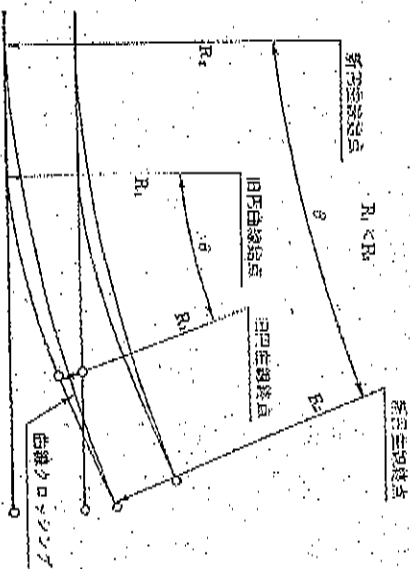 新円曲線始点
R₁<R₂
θ
R₂
旧円曲線始点
θ
R₁
旧円曲線終点
R₁
新円曲線終点
R₂
曲線クロッシング